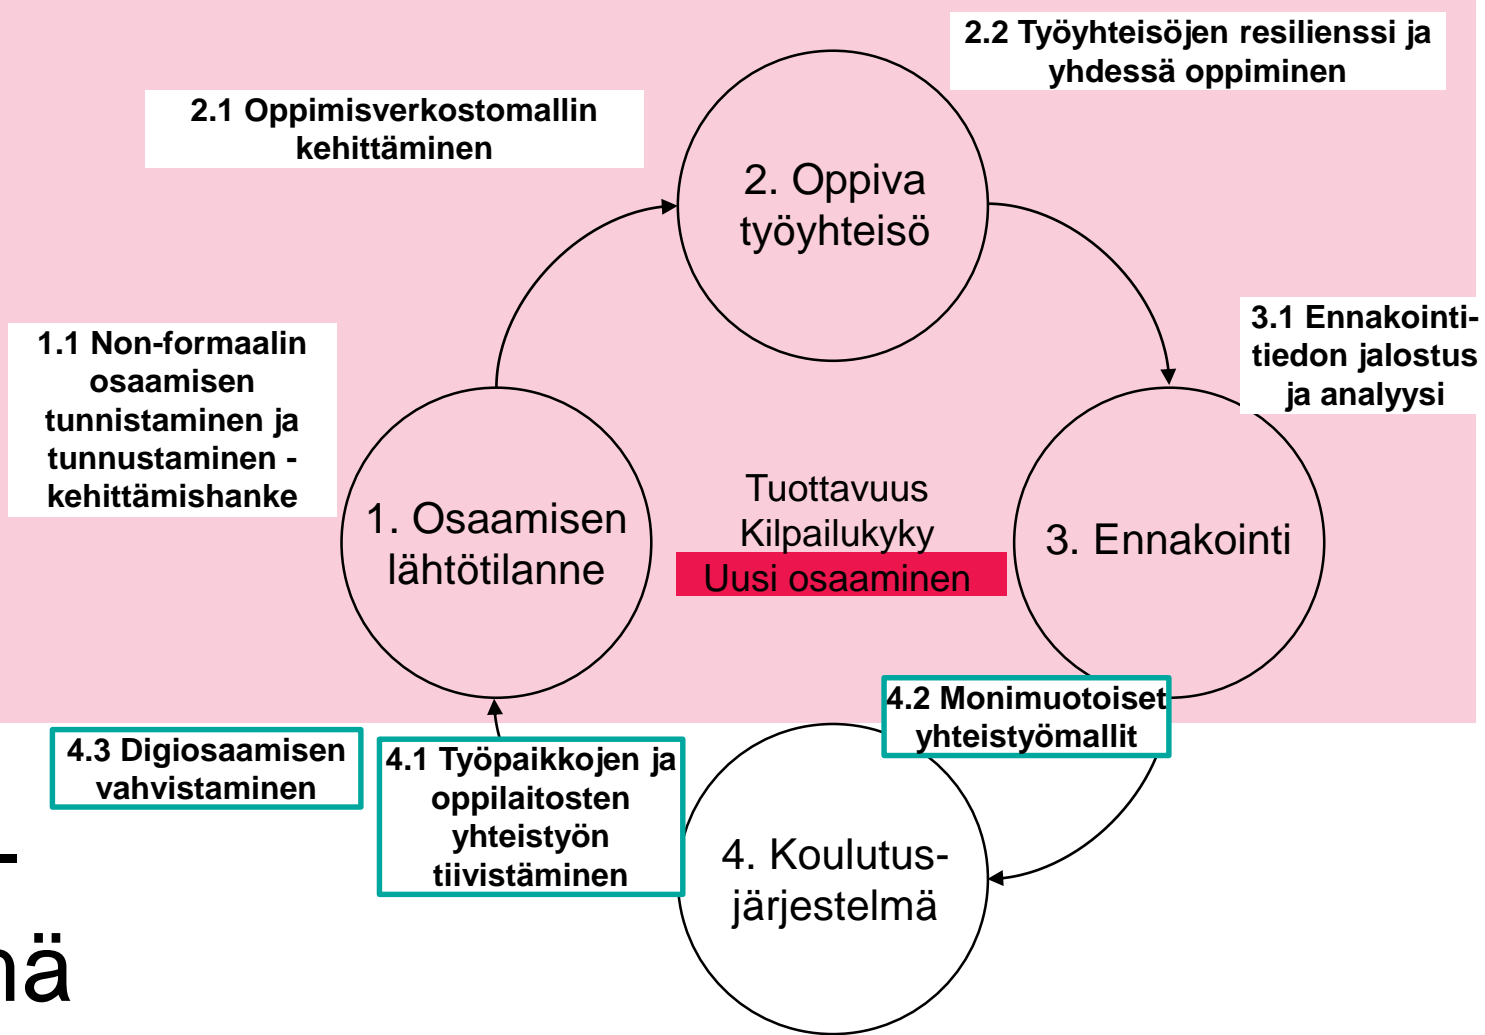 2.2 Työyhteisöjen resilienssi ja
yhdessä oppiminen
2.1 Oppimisverkostomallin
kehittäminen
2. Oppiva
työyhteisö
1.1 Non-formaalin
osaamisen
tunnistaminen ja
tunnustaminen -
kehittämishanke
3.1 Ennakointi-
tiedon jalostus
ja analyysi
1. Osaamisen
lähtötilanne
Tuottavuus
Kilpailukyky
Uusi osaaminen
3. Ennakointi
4.3 Digiosaamisen
vahvistaminen
4.1 Työpaikkojen ja
oppilaitosten
yhteistyön
tiivistäminen
4.2 Monimuotoiset
yhteistyömallit
4. Koulutus-
järjestelmä